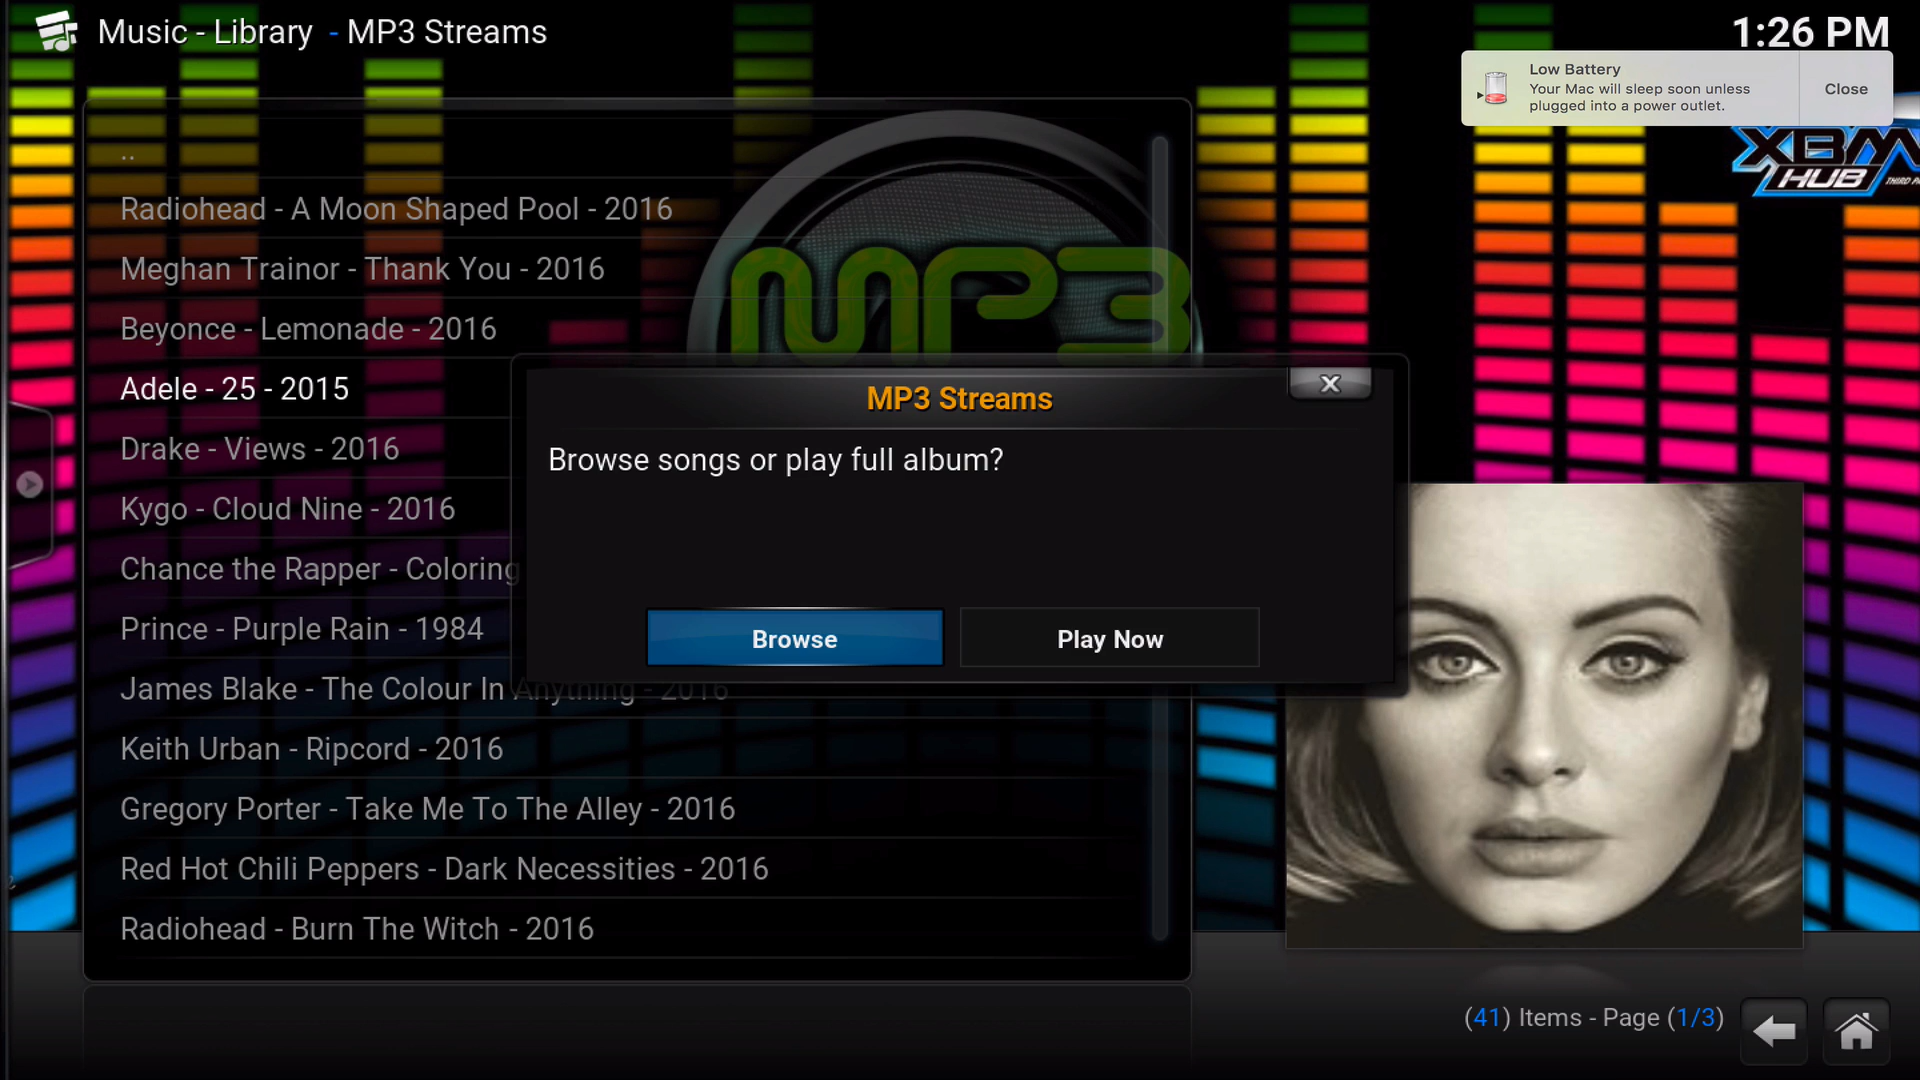 Music - Library - MP3 Streams
1:26 PM
Low Battery
Your Mac will sleep soon unless
plugged into a power outlet.
Close
XBM
HUB
..
Radiohead - A Moon Shaped Pool - 2016
Meghan Trainor - Thank You - 2016
Beyonce - Lemonade - 2016
Adele - 25 - 2015
Drake - Views - 2016
Kygo - Cloud Nine - 2016
Chance the Rapper - Coloring
Prince - Purple Rain - 1984
James Blake - The Colour In Anything - 2016
Keith Urban - Ripcord - 2016
Gregory Porter - Take Me To The Alley - 2016
Red Hot Chili Peppers - Dark Necessities - 2016
Radiohead - Burn The Witch - 2016
MP3
MP3 Streams
X
Browse songs or play full album?
Browse
Play Now
(41) Items - Page (1/3)